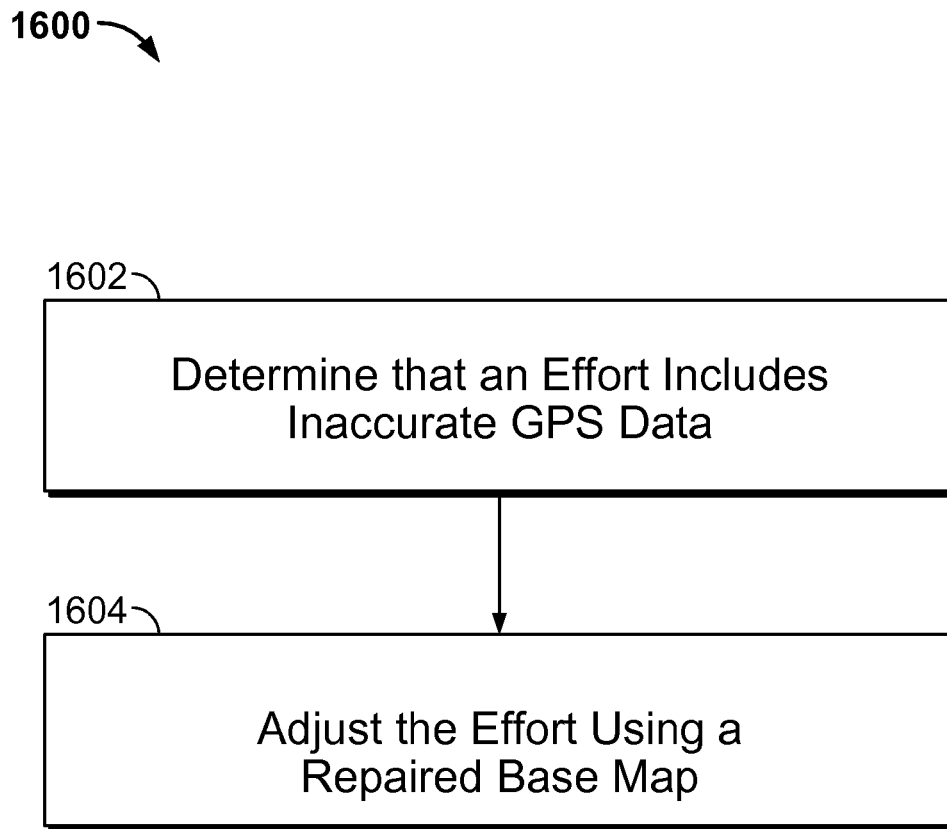 1600
1602
Determine that an Effort Includes
Inaccurate GPS Data
1604
Adjust the Effort Using a
Repaired Base Map